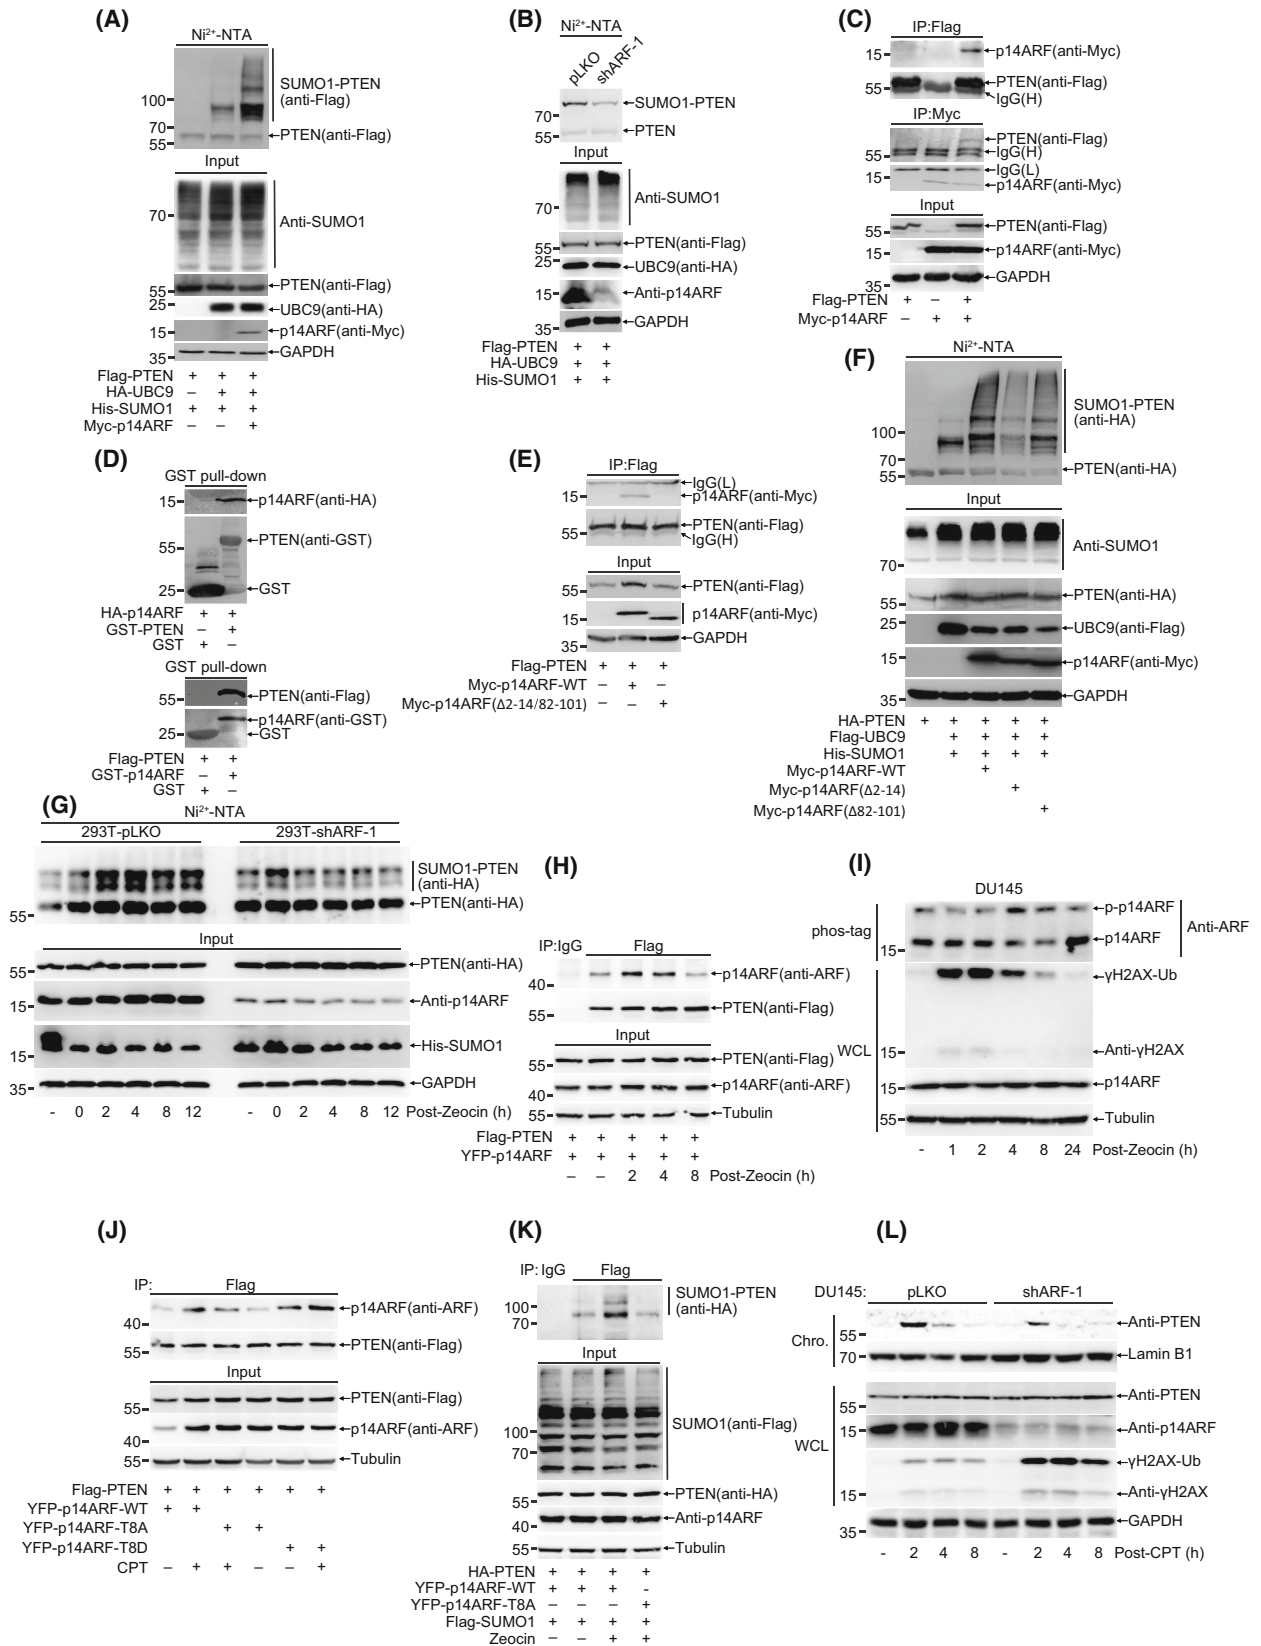 (A)
Ni²⁺-NTA
SUMO1-PTEN
(anti-Flag)
100
70
55
PTEN(anti-Flag)
Input
70
Anti-SUMO1
PTEN(anti-Flag)
55
25
UBC9(anti-HA)
15
p14ARF(anti-Myc)
35
GAPDH
Flag-PTEN + + +
HA-UBC9 – + +
His-SUMO1 + + +
Myc-p14ARF – – +
(B)
Ni²⁺-NTA
pLKO shARF-1
SUMO1-PTEN
70
55
PTEN
Input
Anti-SUMO1
70
55
PTEN(anti-Flag)
25
UBC9(anti-HA)
15
Anti-p14ARF
35
GAPDH
Flag-PTEN + +
HA-UBC9 + +
His-SUMO1 + +
(C)
IP:Flag
15
p14ARF(anti-Myc)
55
PTEN(anti-Flag)
IgG(H)
IP:Myc
PTEN(anti-Flag)
55
IgG(H)
IgG(L)
15
p14ARF(anti-Myc)
Input
55
PTEN(anti-Flag)
15
p14ARF(anti-Myc)
35
GAPDH
Flag-PTEN + – +
Myc-p14ARF – + +
(D)
GST pull-down
15
p14ARF(anti-HA)
55
PTEN(anti-GST)
25
GST
HA-p14ARF + +
GST-PTEN – +
GST + –
GST pull-down
55
PTEN(anti-Flag)
p14ARF(anti-GST)
25
GST
Flag-PTEN + +
GST-p14ARF – +
GST + –
(E)
IP:Flag
IgG(L)
15
p14ARF(anti-Myc)
55
PTEN(anti-Flag)
IgG(H)
Input
55
PTEN(anti-Flag)
15
p14ARF(anti-Myc)
35
GAPDH
Flag-PTEN + + +
Myc-p14ARF-WT – + –
Myc-p14ARF(Δ2-14/82-101) – – +
(F)
Ni²⁺-NTA
SUMO1-PTEN
(anti-HA)
100
70
55
PTEN(anti-HA)
Input
Anti-SUMO1
70
55
PTEN(anti-HA)
25
UBC9(anti-Flag)
15
p14ARF(anti-Myc)
35
GAPDH
HA-PTEN + + + + +
Flag-UBC9 + + + +
His-SUMO1 + + + +
Myc-p14ARF-WT +
Myc-p14ARF(Δ2-14) +
Myc-p14ARF(Δ82-101) +
(G)
Ni²⁺-NTA
293T-pLKO 293T-shARF-1
SUMO1-PTEN
(anti-HA)
55
PTEN(anti-HA)
Input
55
PTEN(anti-HA)
15
Anti-p14ARF
15
His-SUMO1
35
GAPDH
- 0 2 4 8 12 - 0 2 4 8 12 Post-Zeocin (h)
(H)
IP:IgG Flag
40
p14ARF(anti-ARF)
55
PTEN(anti-Flag)
Input
55
PTEN(anti-Flag)
40
p14ARF(anti-ARF)
55
Tubulin
Flag-PTEN + + + + +
YFP-p14ARF + + + + +
– – 2 4 8 Post-Zeocin (h)
(I)
DU145
phos-tag
p-p14ARF
15
p14ARF
Anti-ARF
WCL
γH2AX-Ub
15
Anti-γH2AX
15
p14ARF
55
Tubulin
- 1 2 4 8 24 Post-Zeocin (h)
(J)
IP: Flag
40
p14ARF(anti-ARF)
55
PTEN(anti-Flag)
Input
55
PTEN(anti-Flag)
40
p14ARF(anti-ARF)
55
Tubulin
Flag-PTEN + + + + + +
YFP-p14ARF-WT + +
YFP-p14ARF-T8A + +
YFP-p14ARF-T8D + +
CPT – + + – – +
(K)
IP: IgG Flag
SUMO1-PTEN
(anti-HA)
100
70
Input
100
70
SUMO1(anti-Flag)
55
PTEN(anti-HA)
40
Anti-p14ARF
55
Tubulin
HA-PTEN + + + +
YFP-p14ARF-WT + + + -
YFP-p14ARF-T8A – – – +
Flag-SUMO1 + + + +
Zeocin – – + +
(L)
DU145: pLKO shARF-1
Chro.
55
Anti-PTEN
70
Lamin B1
WCL
55
Anti-PTEN
15
Anti-p14ARF
γH2AX-Ub
15
Anti-γH2AX
35
GAPDH
- 2 4 8 - 2 4 8 Post-CPT (h)